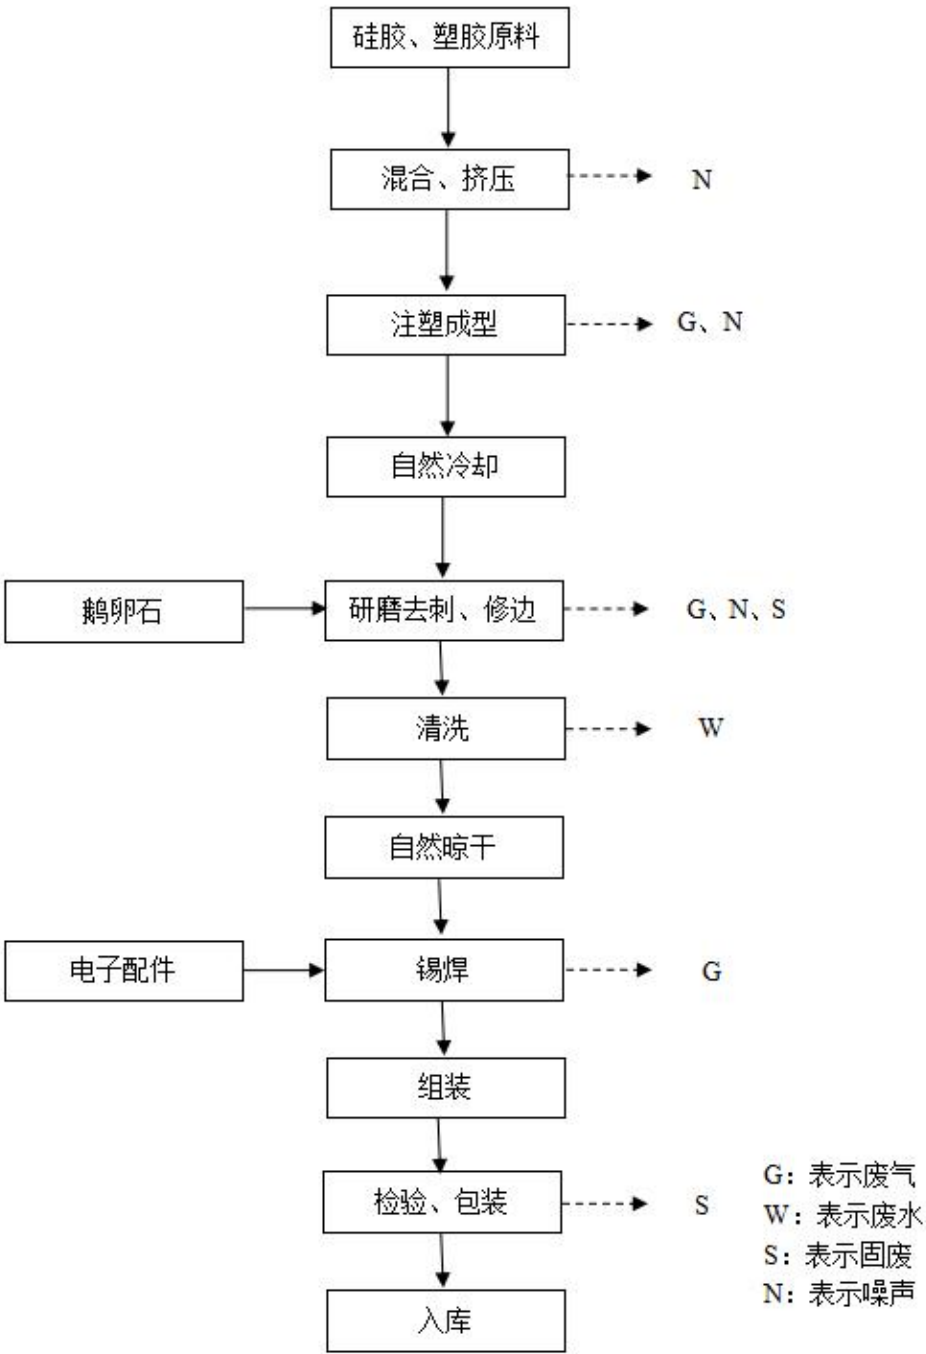 硅胶、塑胶原料
混合、挤压
N
注塑成型
G、N
自然冷却
鹅卵石
研磨去刺、修边
G、N、S
清洗
W
自然晾干
电子配件
锡焊
G
组装
检验、包装
S
入库
G：表示废气
W：表示废水
S：表示固废
N：表示噪声